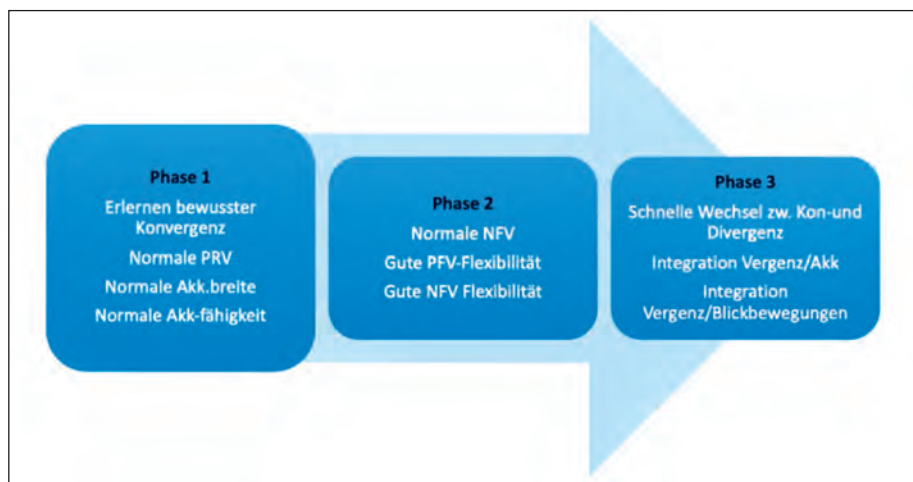 Phase 1
Erlernen bewusster
Konvergenz
Normale PRV
Normale Akk.breite
Normale Akk-fähigkeit
Phase 2
Normale NFV
Gute PFV-Flexibilität
Gute NFV Flexibilität
Phase 3
Schnelle Wechsel zw. Kon-und
Divergenz
Integration Vergenz/Akk
Integration
Vergenz/Blickbewegungen